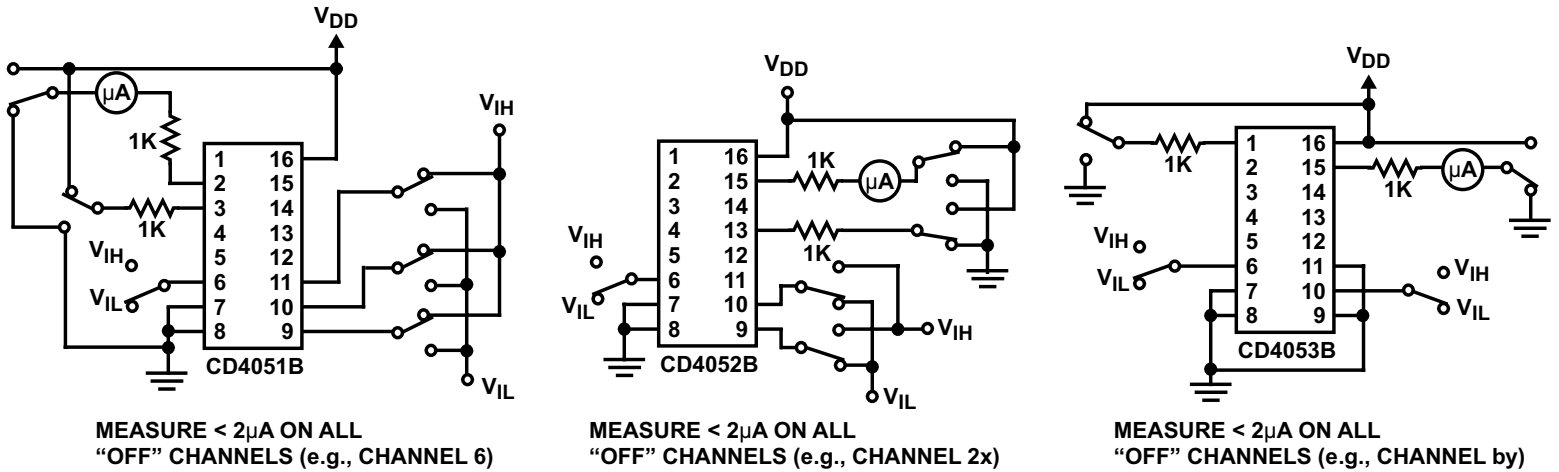 VDD
µA
1K
1K
1 16
2 15
3 14
4 13
5 12
6 11
7 10
8 9
CD4051B
VIH
VIL
VIH
VIL
MEASURE < 2µA ON ALL
“OFF” CHANNELS (e.g., CHANNEL 6)
VDD
1K
µA
1K
1 16
2 15
3 14
4 13
5 12
6 11
7 10
8 9
CD4052B
VIH
VIL
VIH
VIL
MEASURE < 2µA ON ALL
“OFF” CHANNELS (e.g., CHANNEL 2x)
VDD
1K
1K
µA
1 16
2 15
3 14
4 13
5 12
6 11
7 10
8 9
CD4053B
VIH
VIL
VIH
VIL
MEASURE < 2µA ON ALL
“OFF” CHANNELS (e.g., CHANNEL by)